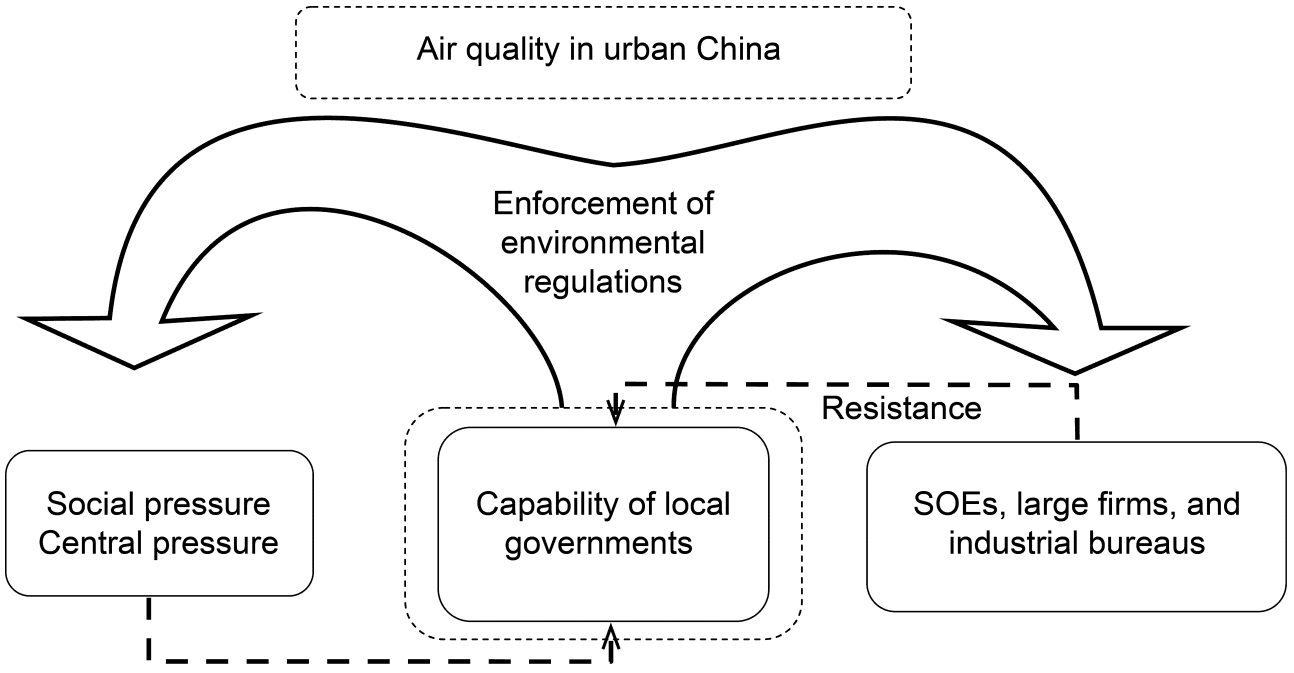 Air quality in urban China
Enforcement of
environmental
regulations
Resistance
Social pressure
Central pressure
Capability of local
governments
SOEs, large firms, and
industrial bureaus